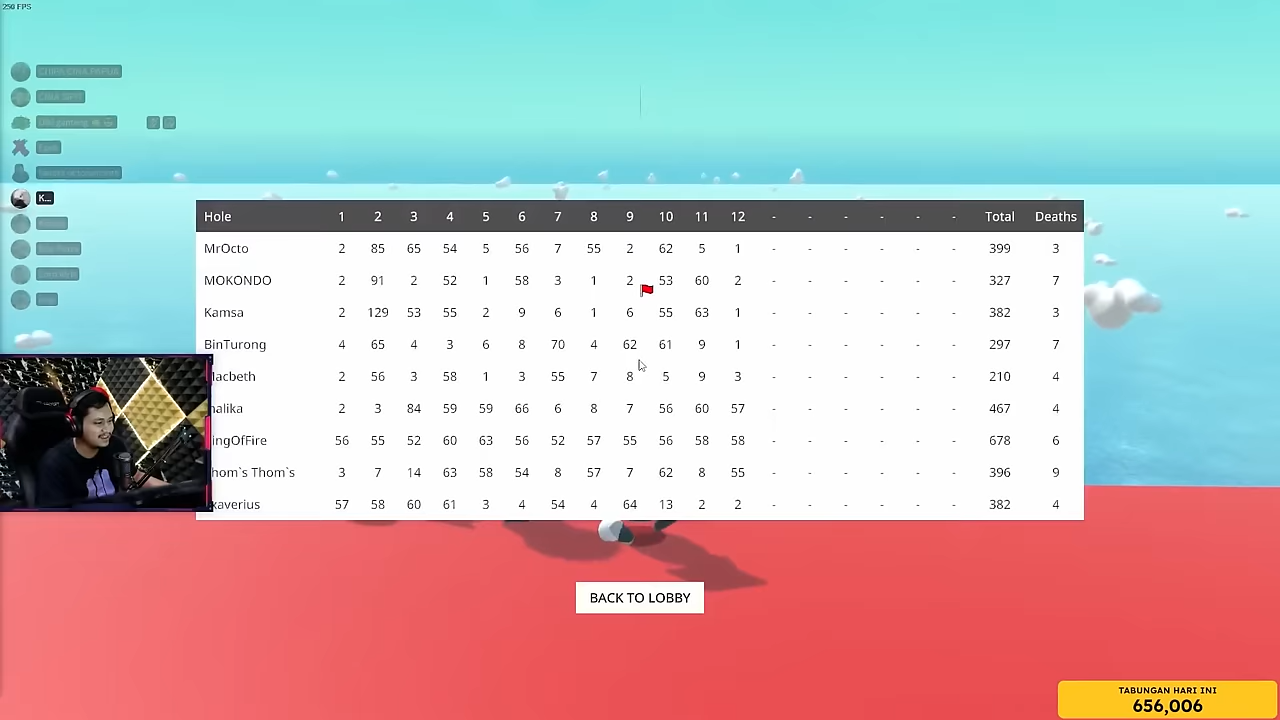 250 FPS
K...
Hole 1 2 3 4 5 6 7 8 9 10 11 12 - - - - - - Total Deaths
MrOcto 2 85 65 54 5 56 7 55 2 62 5 1 - - - - - - 399 3
MOKONDO 2 91 2 52 1 58 3 1 2 53 60 2 - - - - - - 327 7
Kamsa 2 129 53 55 2 9 6 1 6 55 63 1 - - - - - - 382 3
BinTurong 4 65 4 3 6 8 70 4 62 61 9 1 - - - - - - 297 7
acbeth 2 56 3 58 1 3 55 7 8 5 9 3 - - - - - - 210 4
alika 2 3 84 59 59 66 6 8 7 56 60 57 - - - - - - 467 4
ingOfFire 56 55 52 60 63 56 52 57 55 56 58 58 - - - - - - 678 6
hom`s Thom`s 3 7 14 63 58 54 8 57 7 62 8 55 - - - - - - 396 9
kaverius 57 58 60 61 3 4 54 4 64 13 2 2 - - - - - - 382 4
BACK TO LOBBY
TABUNGAN HARI INI
656,006